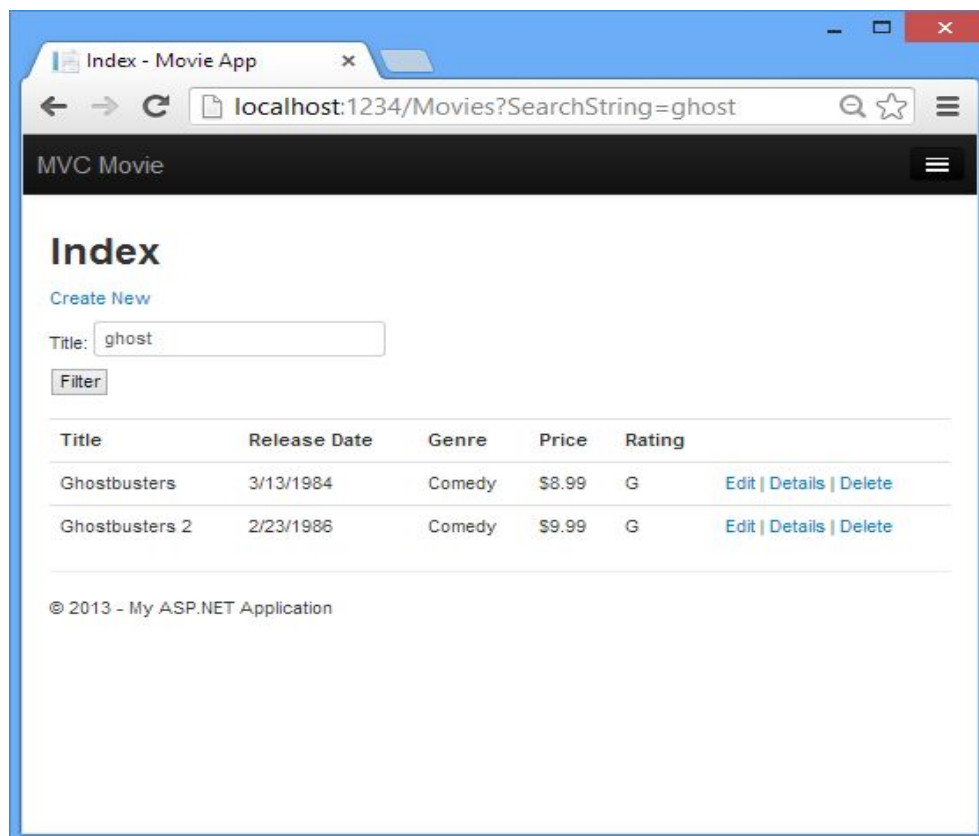 Index - Movie App
localhost:1234/Movies?SearchString=ghost
MVC Movie
Index
Create New
Title: ghost
Filter
Title Release Date Genre Price Rating
Ghostbusters 3/13/1984 Comedy $8.99 G Edit | Details | Delete
Ghostbusters 2 2/23/1986 Comedy $9.99 G Edit | Details | Delete
© 2013 - My ASP.NET Application